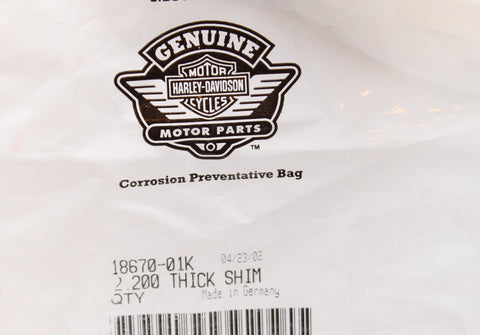 GENUINE
MOTOR
HARLEY-DAVIDSON
CYCLES
MOTOR PARTS
TM
Corrosion Preventative Bag
18670-01K 04/23/02
2.200 THICK SHIM
QTY Made in Germany